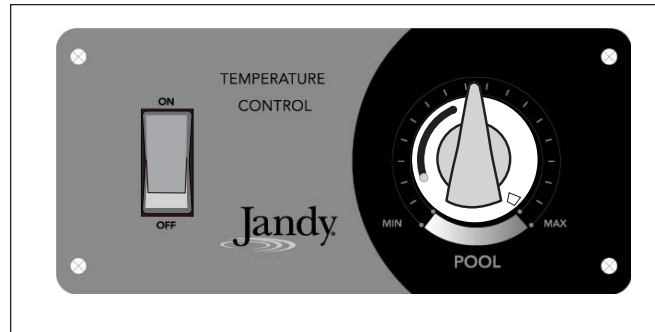 TEMPERATURE
CONTROL
ON
OFF
Jandy®
MIN
MAX
POOL